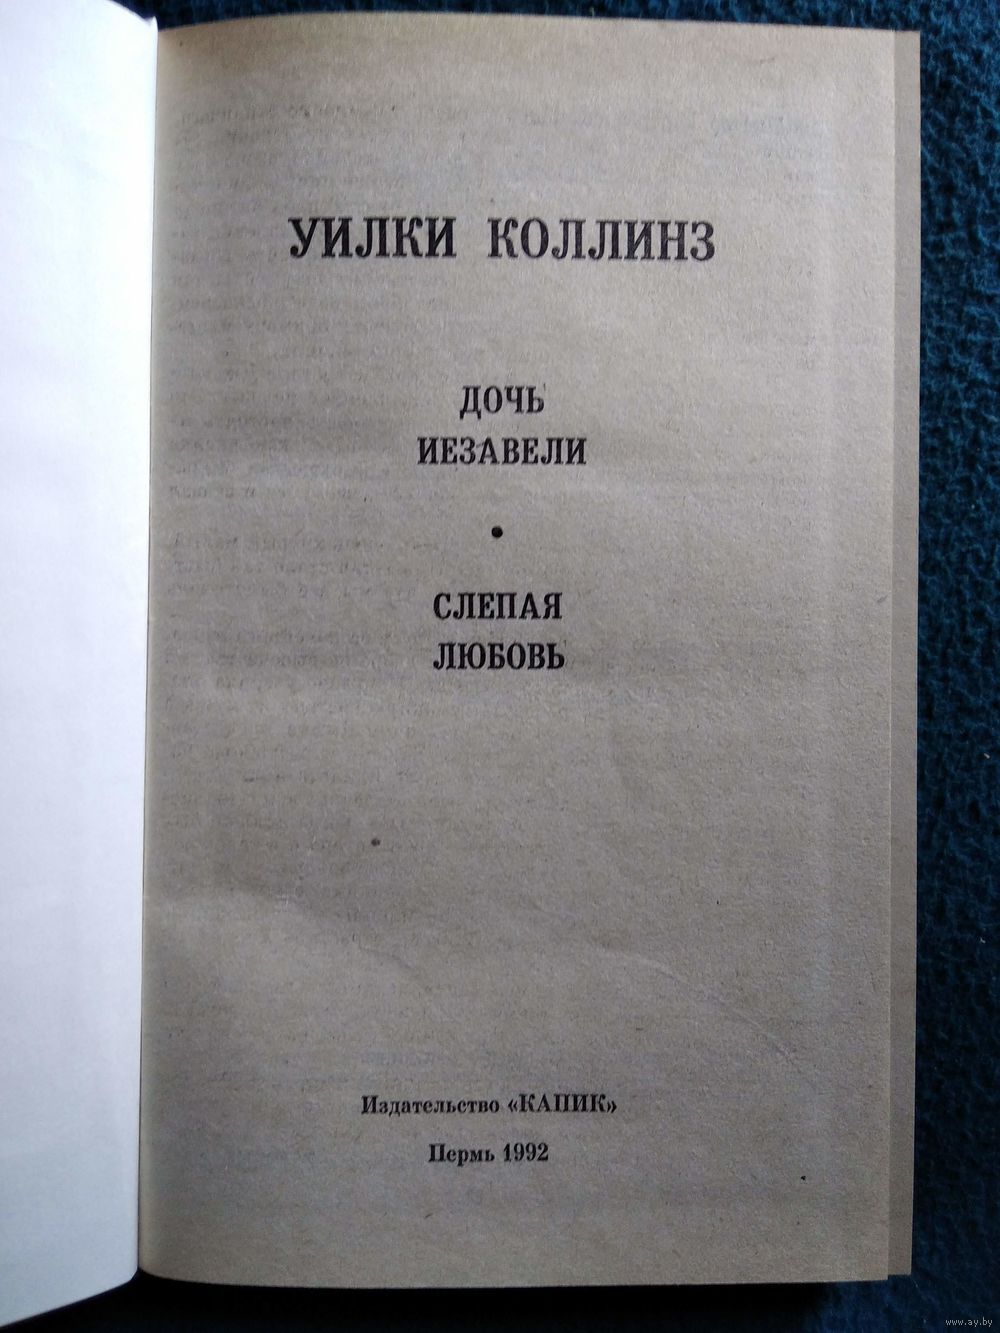 УИЛКИ КОЛЛИНЗ
ДОЧЬ
ИЕЗАВЕЛИ
•
СЛЕПАЯ
ЛЮБОВЬ
Издательство «КАПИК»
Пермь 1992
www.ay.by